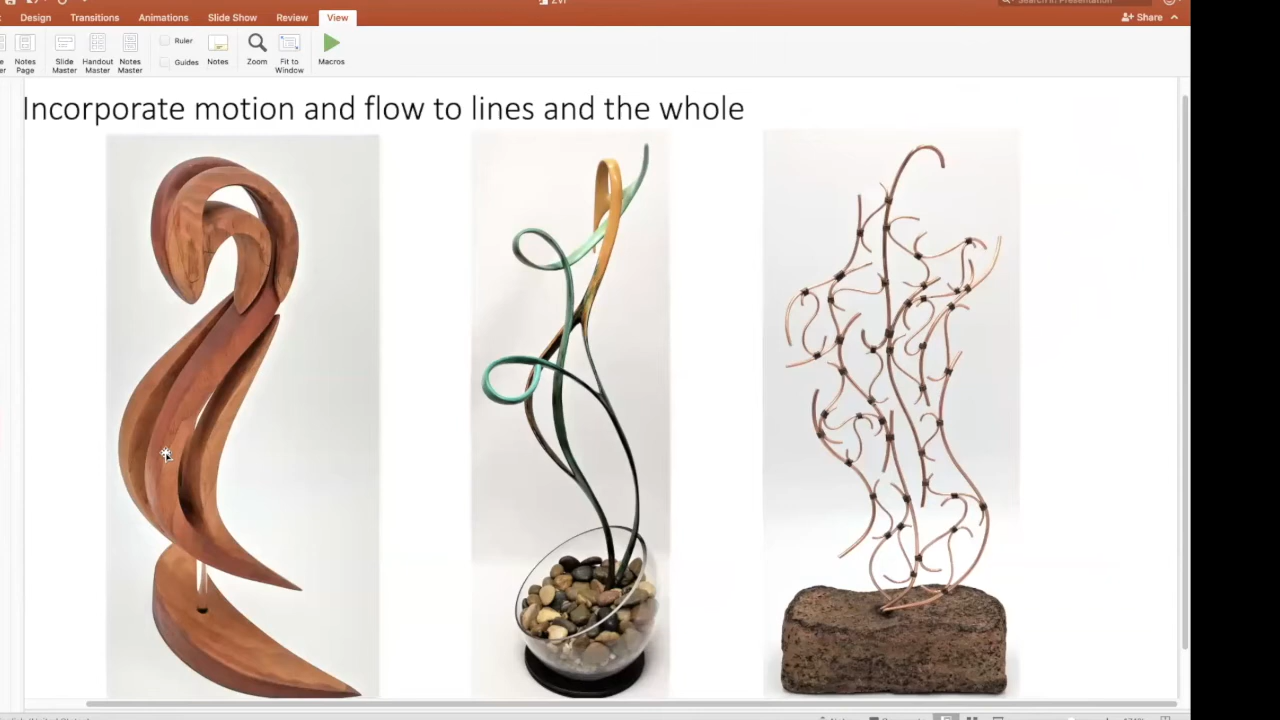 Design Transitions Animations Slide Show Review View
Share
Ruler
Guides
Notes Page
Slide Master
Handout Master
Notes Master
Notes
Zoom
Fit to Window
Macros
Incorporate motion and flow to lines and the whole